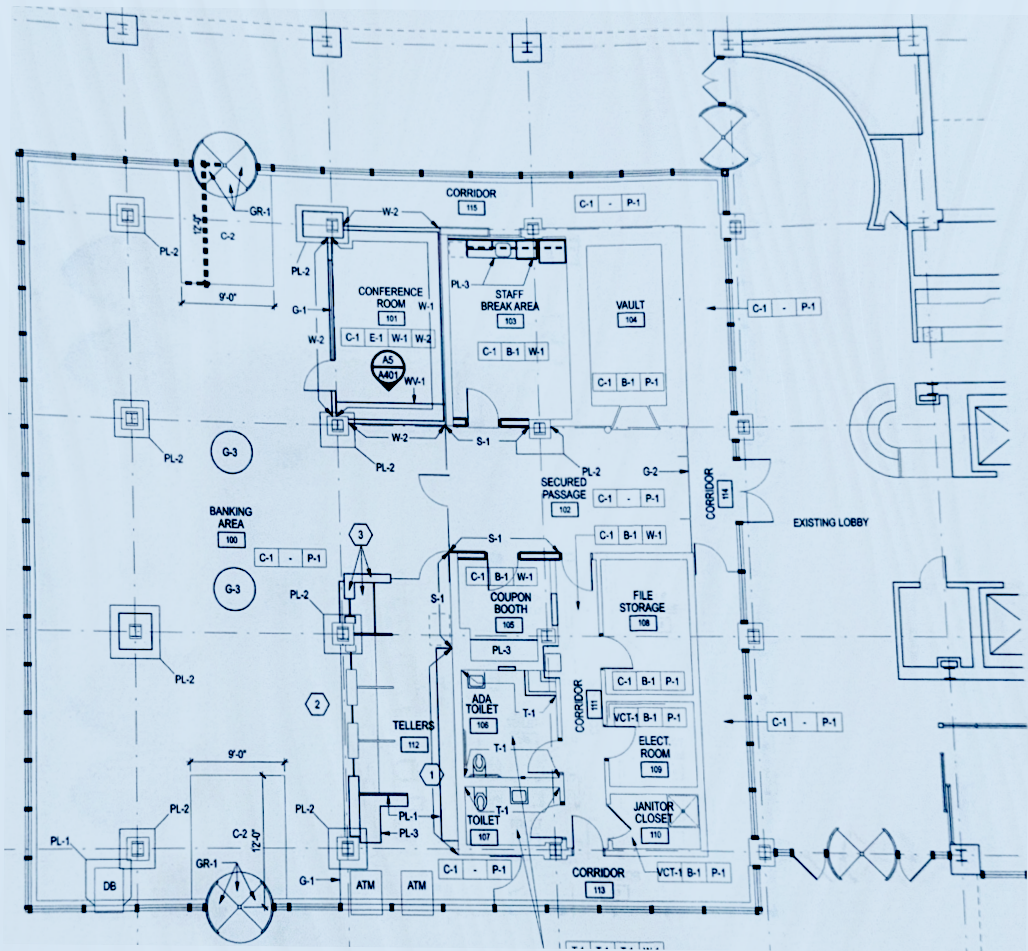 CORRIDOR
115
C-1 - P-1
W-2
GR-1
12'-0"
C-2
PL-2
9'-0"
PL-2
PL-3
STAFF
BREAK AREA
103
C-1 B-1 W-1
CONFERENCE
ROOM
101
W-1
C-1 E-1 W-1 W-2
G-1
W-2
A5
A401
WV-1
VAULT
104
C-1 B-1 P-1
C-1 - P-1
PL-2
W-2
PL-2
S-1
PL-2
G-2
G-3
SECURED
PASSAGE
102
C-1 - P-1
CORRIDOR
114
EXISTING LOBBY
BANKING
AREA
100
C-1 - P-1
3
S-1
C-1 B-1 W-1
G-3
PL-2
S-1
C-1 B-1 W-1
COUPON
BOOTH
105
PL-3
FILE
STORAGE
108
C-1 B-1 P-1
PL-2
2
TELLERS
112
ADA
TOILET
106
T-1
T-1
CORRIDOR
111
VCT-1 B-1 P-1
ELECT.
ROOM
109
C-1 - P-1
9'-0"
1
PL-2
C-2
12'-0"
PL-2
PL-1
PL-3
T-1
TOILET
107
JANITOR
CLOSET
110
PL-1
DB
GR-1
G-1
ATM
ATM
C-1 - P-1
CORRIDOR
113
VCT-1 B-1 P-1